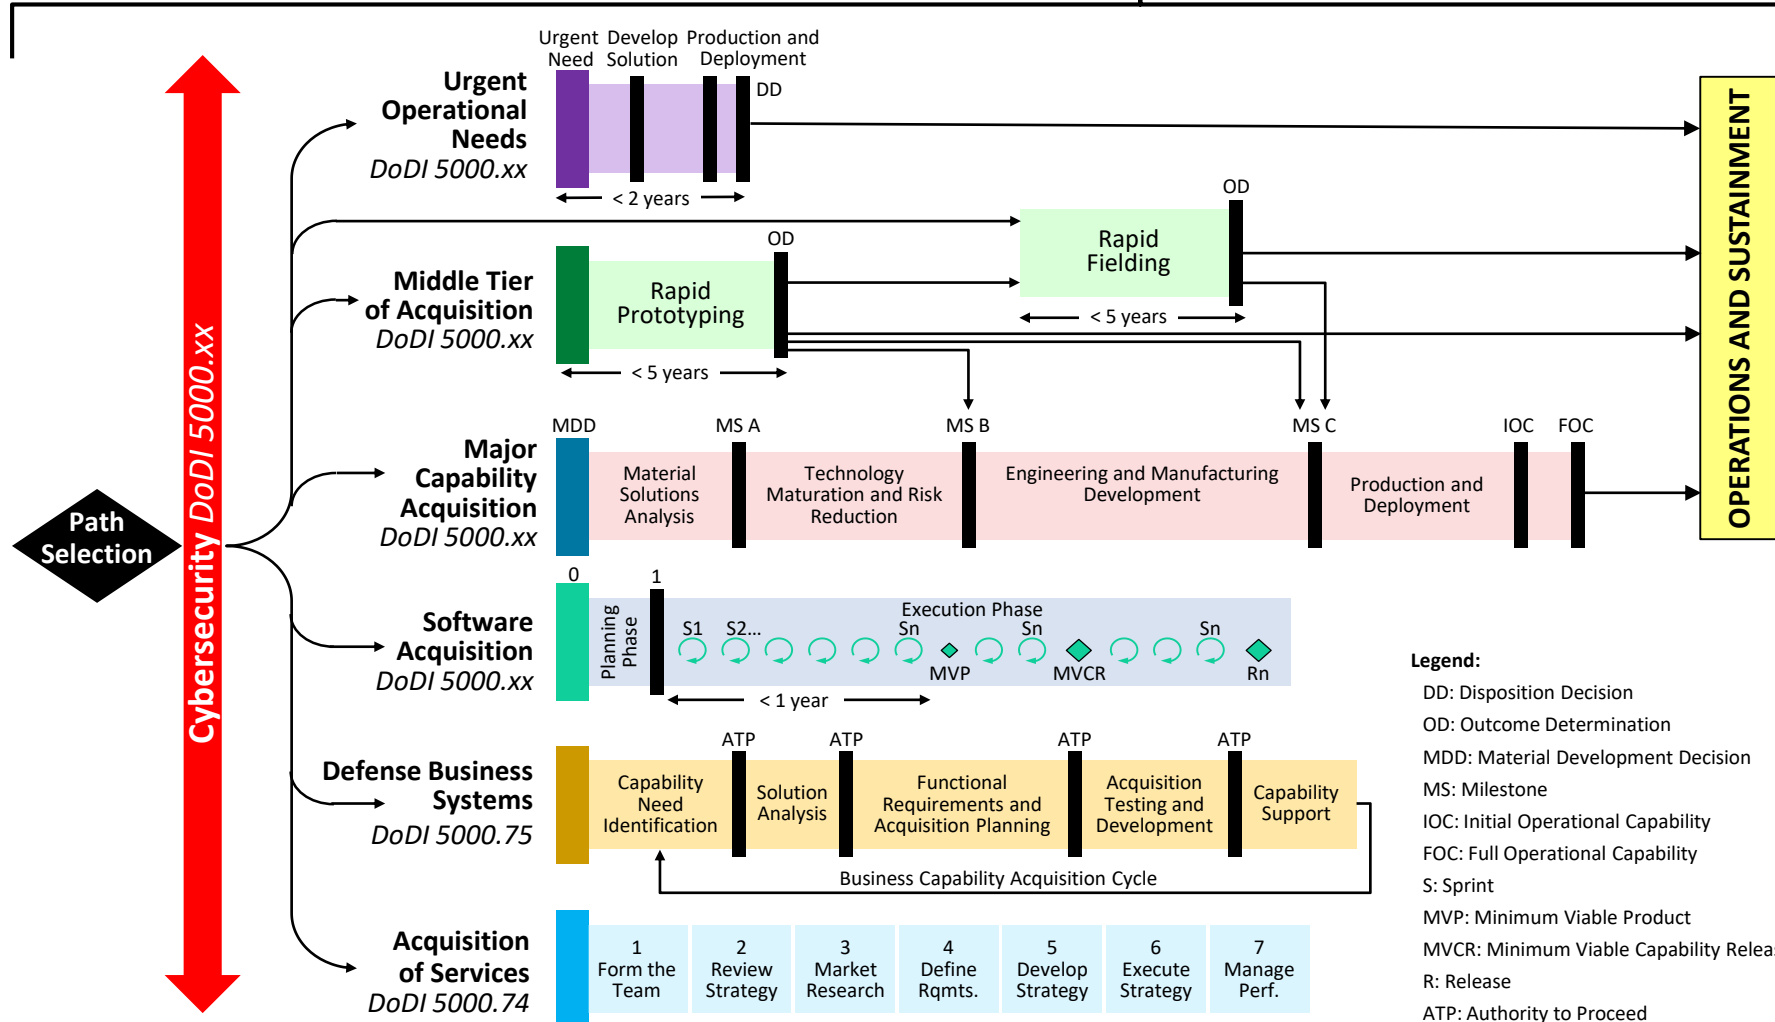 Path
Selection
Cybersecurity DoDI 5000.xx
Urgent
Operational
Needs
DoDI 5000.xx
Urgent
Need
Develop
Solution
Production and
Deployment
DD
< 2 years
Middle Tier
of Acquisition
DoDI 5000.xx
Rapid
Prototyping
OD
< 5 years
Rapid
Fielding
OD
< 5 years
Major
Capability
Acquisition
DoDI 5000.xx
MDD
MS A
MS B
MS C
IOC
FOC
Material
Solutions
Analysis
Technology
Maturation and Risk
Reduction
Engineering and Manufacturing
Development
Production and
Deployment
OPERATIONS AND SUSTAINMENT
Software
Acquisition
DoDI 5000.xx
0
1
Planning
Phase
Execution Phase
S1
S2...
Sn
Sn
Sn
MVP
MVCR
Rn
< 1 year
Defense Business
Systems
DoDI 5000.75
ATP
ATP
ATP
ATP
Capability
Need
Identification
Solution
Analysis
Functional
Requirements and
Acquisition Planning
Acquisition
Testing and
Development
Capability
Support
Business Capability Acquisition Cycle
Acquisition
of Services
DoDI 5000.74
1
Form the
Team
2
Review
Strategy
3
Market
Research
4
Define
Rqmts.
5
Develop
Strategy
6
Execute
Strategy
7
Manage
Perf.
Legend:
DD: Disposition Decision
OD: Outcome Determination
MDD: Material Development Decision
MS: Milestone
IOC: Initial Operational Capability
FOC: Full Operational Capability
S: Sprint
MVP: Minimum Viable Product
MVCR: Minimum Viable Capability Releas
R: Release
ATP: Authority to Proceed